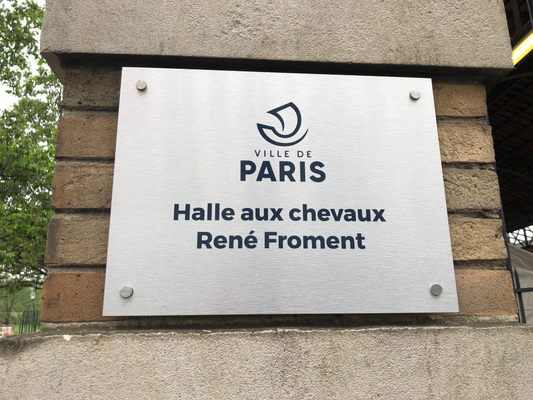 VILLE DE
PARIS
Halle aux chevaux
René Froment